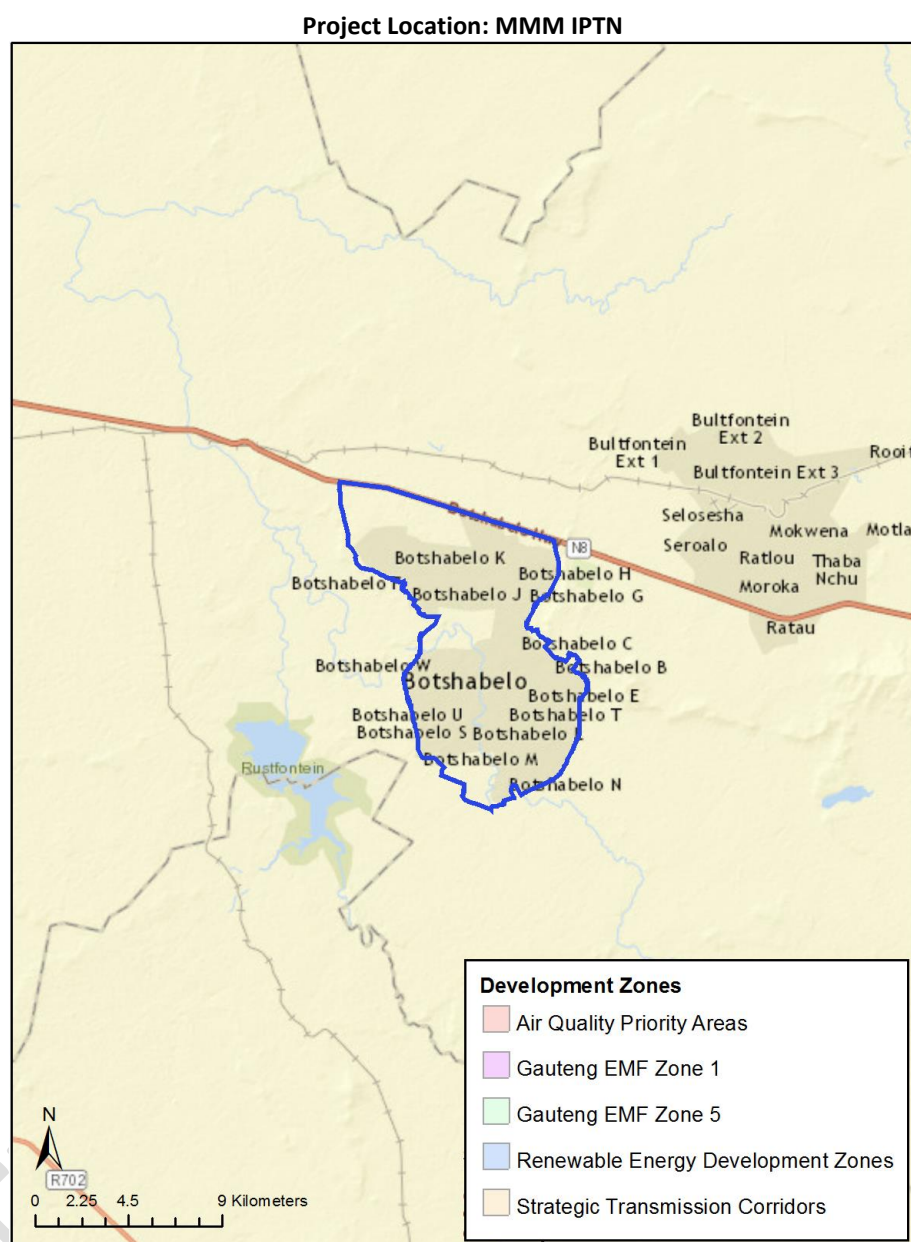 Project Location: MMM IPTN
Bultfontein
Ext 2
Bultfontein
Ext 1
Bultfontein Ext 3
Selosesha
Mokwena
Seroalo
Ratlou
Thaba
Nchu
Moroka
Ratau
N8
Botshabelo K
Botshabelo H
Botshabelo J
Botshabelo G
Botshabelo C
Botshabelo W
Botshabelo B
Botshabelo
Botshabelo E
Botshabelo U
Botshabelo T
Botshabelo S
Botshabelo
Botshabelo M
Rustfontein
Botshabelo N
Development Zones
Air Quality Priority Areas
Gauteng EMF Zone 1
Gauteng EMF Zone 5
Renewable Energy Development Zones
Strategic Transmission Corridors
N
R702
0 2.25 4.5 9 Kilometers